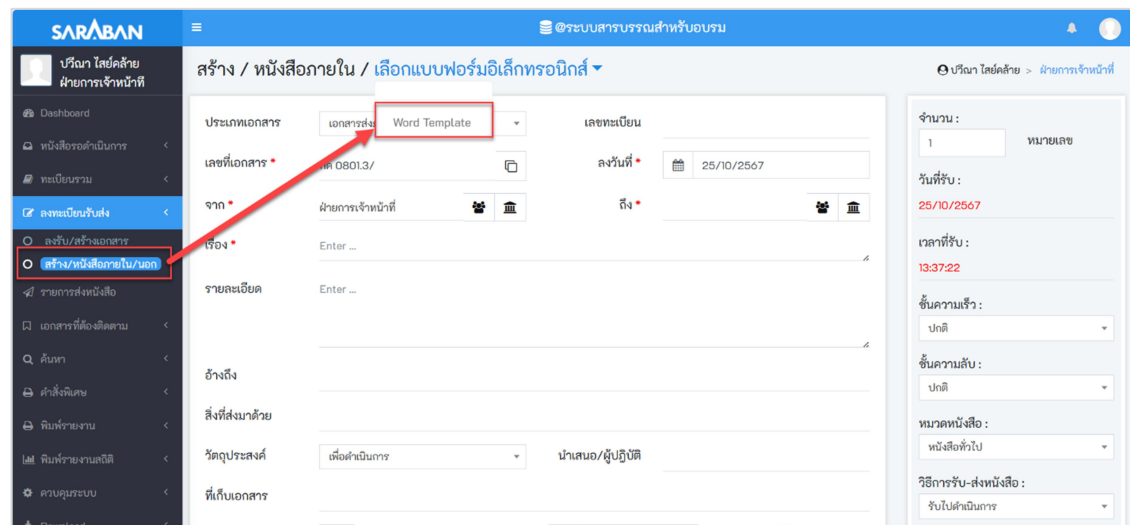 SARABAN
@ระบบสารบรรณสำหรับอบรม
ปวีณา ไสย์คล้าย
ฝ่ายการเจ้าหน้าที่
สร้าง / หนังสือภายใน / เลือกแบบฟอร์มอิเล็กทรอนิกส์
ปวีณา ไสย์คล้าย > ฝ่ายการเจ้าหน้าที่
Dashboard
หนังสือรอดำเนินการ
ทะเบียนรวม
ลงทะเบียนรับส่ง
ลงรับ/สร้างเอกสาร
สร้าง/หนังสือภายใน/นอก
รายการส่งหนังสือ
เอกสารที่ต้องติดตาม
ค้นหา
คำสั่งพิเศษ
พิมพ์รายงาน
พิมพ์รายงานสถิติ
ควบคุมระบบ
Download
ประเภทเอกสาร
Word Template
เลขทะเบียน
เลขที่เอกสาร *
0801.3/
ลงวันที่ *
25/10/2567
จาก *
ฝ่ายการเจ้าหน้าที่
ถึง *
เรื่อง *
Enter ...
รายละเอียด
Enter ...
อ้างถึง
สิ่งที่ส่งมาด้วย
วัตถุประสงค์
เพื่อดำเนินการ
นำเสนอ/ผู้ปฏิบัติ
ที่เก็บเอกสาร
จำนวน :
1 หมายเลข
วันที่รับ :
25/10/2567
เวลาที่รับ :
13:37:22
ชั้นความเร็ว :
ปกติ
ชั้นความลับ :
ปกติ
หมวดหนังสือ :
หนังสือทั่วไป
วิธีการรับ-ส่งหนังสือ :
รับไปดำเนินการ